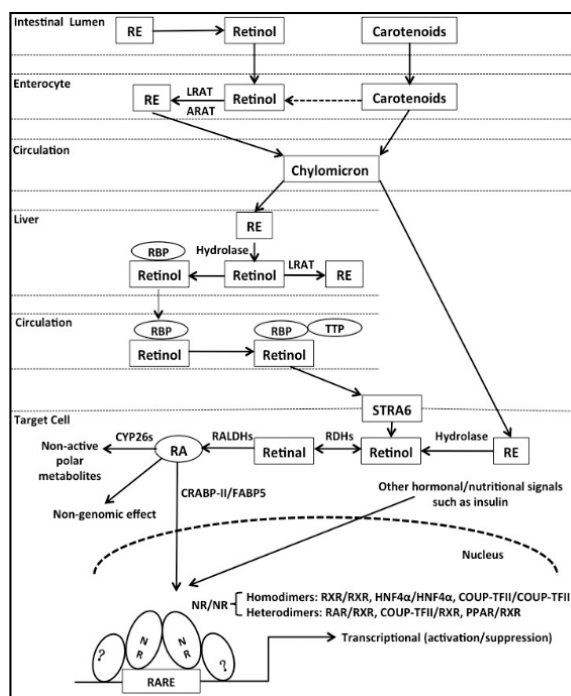 Intestinal Lumen
RE
Retinol
Carotenoids
Enterocyte
RE
LRAT
ARAT
Retinol
Carotenoids
Circulation
Chylomicron
Liver
RE
RBP
Hydrolase
Retinol
Retinol
LRAT
RE
Circulation
RBP
RBP
TTP
Retinol
Retinol
STRA6
Target Cell
CYP26s
RALDHs
RDHs
Hydrolase
Non-active
polar
metabolites
RA
Retinal
Retinol
RE
CRABP-II/FABP5
Non-genomic effect
Other hormonal/nutritional signals
such as insulin
Nucleus
NR/NR
Homodimers: RXR/RXR, HNF4α/HNF4α, COUP-TFII/COUP-TFII
Heterodimers: RAR/RXR, COUP-TFII/RXR, PPAR/RXR
?
NR
NR
?
Transcriptional (activation/suppression)
RARE